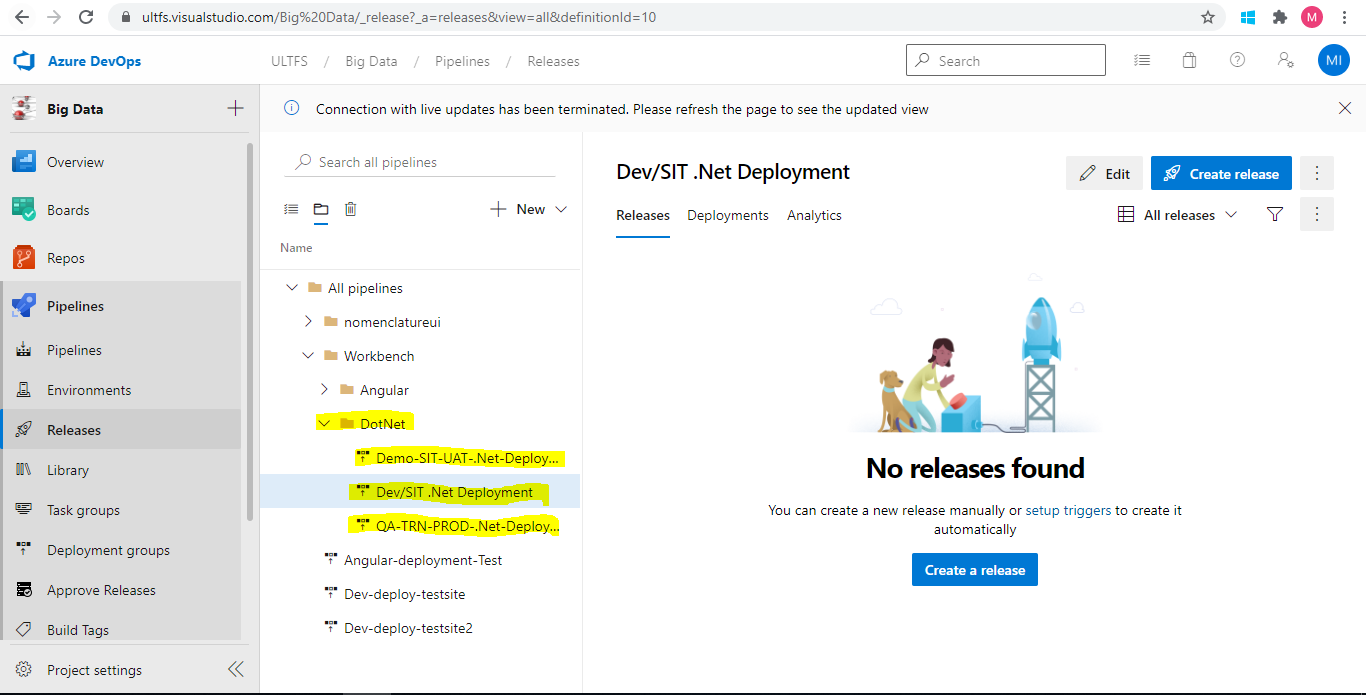 ultfs.visualstudio.com/Big%20Data/_release?_a=releases&view=all&definitionId=10
M
Azure DevOps
ULTFS / Big Data / Pipelines / Releases
Search
MI
Big Data
Connection with live updates has been terminated. Please refresh the page to see the updated view
Overview
Boards
Repos
Pipelines
Pipelines
Environments
Releases
Library
Task groups
Deployment groups
Approve Releases
Build Tags
Project settings
Search all pipelines
New
Name
All pipelines
nomenclatureui
Workbench
Angular
DotNet
Demo-SIT-UAT-.Net-Deploy...
Dev/SIT .Net Deployment
QA-TRN-PROD-.Net-Deploy...
Angular-deployment-Test
Dev-deploy-testsite
Dev-deploy-testsite2
Dev/SIT .Net Deployment
Edit
Create release
Releases Deployments Analytics
All releases
No releases found
You can create a new release manually or setup triggers to create it
automatically
Create a release